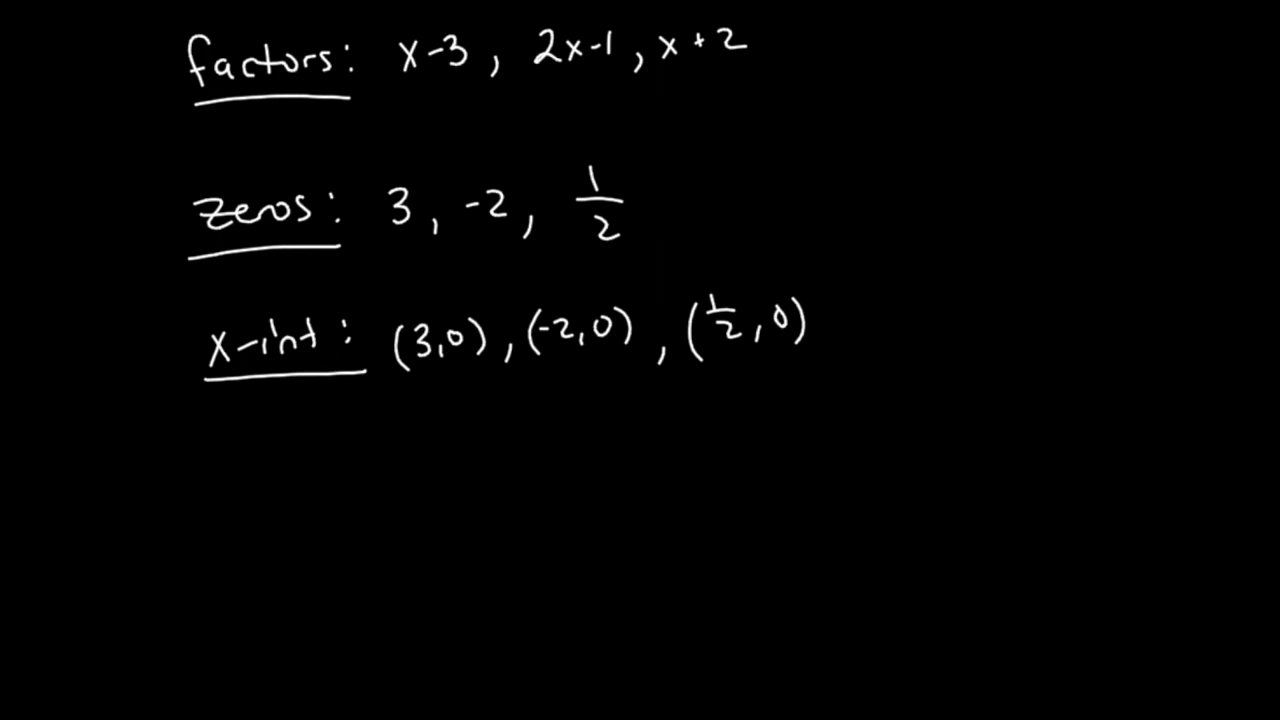 factors: x-3, 2x-1, x+2
zeros: 3, -2, 1/2
x-int: (3,0), (-2,0), (1/2,0)